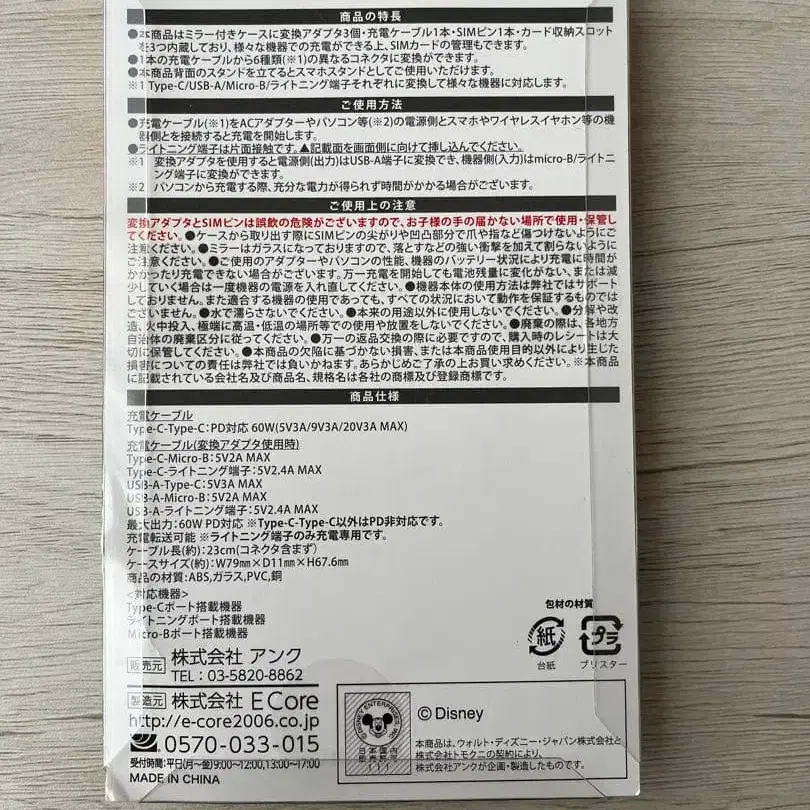 商品の特長
●本商品はミラー付きケースに変換アダプタ3個・充電ケーブル1本・SIMピン1本・カード収納スロット
を3つ内蔵しており、様々な機器での充電ができる上、SIMカードの管理もできます。
●1本の充電ケーブルから6種類(※1)の異なるコネクタに変換ができます。
●本商品背面のスタンドを立てるとスマホスタンドとしてご使用いただけます。
※1 Type-C/USB-A/Micro-B/ライトニング端子それぞれに変換して様々な機器に対応します。
ご使用方法
●充電ケーブル(※1)をACアダプターやパソコン等(※2)の電源側とスマホやワイヤレスイヤホン等の機
器側とを接続すると充電を開始します。
●ライトニング端子は片面接触です。▲記載面を画面側に向けて挿し込んでください。
※1 変換アダプタを使用すると電源側(出力)はUSB-A端子に変換でき、機器側(入力)はmicro-B/ライトニ
ング端子に変換ができます。
※2 パソコンから充電する際、充分な電力が得られず時間がかかる場合がございます。
ご使用上の注意
変換アダプタとSIMピンは誤飲の危険がございますので、お子様の手の届かない場所で使用・保管し
てください。●ケースから取り出す際にSIMピンの尖がりや凹凸部分で爪や指など傷つけないようにご
注意ください。●ミラーはガラスになっておりますので、落とすなどの強い衝撃を加えて割らないように
ご注意ください。●ご使用のアダプターやパソコンの性能、機器のバッテリー状況により充電に時間が
かかったり充電できない場合がございます。万一充電を開始しても電池残量に変化がない、または減
少していく場合は一度機器の電源を入れ直してください。●機器本体の使用方法は弊社ではサポート
しておりません。また適合する機器の使用であっても、すべての状況において動作を保証するものでは
ございません。●水で濡らさないでください。●本来の用途以外に使用しないでください。●分解や改
造、火中投入、極端に高温・低温の場所等での使用や放置をしないでください。●廃棄の際は、各地方
自治体の廃棄区分に従ってください。●万一の返品交換の際に必要ですので、購入時のレシートは大
切に保管してください。●本商品の欠陥に基づかない損害、または本商品使用目的以外により生じた
損害についての責任は弊社では負いかねます。あらかじめご了承の上お買い求めください。※本商品
に記載されている会社名及び商品名、規格名は各社の商標及び登録商標です。
商品仕様
充電ケーブル
Type-C-Type-C：PD対応 60W(5V3A/9V3A/20V3A MAX)
充電ケーブル(変換アダプタ使用時)
Type-C-Micro-B：5V2A MAX
Type-C-ライトニング端子：5V2.4A MAX
USB-A-Type-C：5V3A MAX
USB-A-Micro-B：5V2A MAX
USB-A-ライトニング端子：5V2.4A MAX
最大出力：60W PD対応 ※Type-C-Type-C以外はPD非対応です。
充電転送可能 ※ライトニング端子のみ充電専用です。
ケーブル長(約)：23cm(コネクタ含まず)
ケースサイズ(約)：W79mm×D11mm×H67.6mm
商品の材質：ABS,ガラス,PVC,銅
<対応機器>
Type-Cポート搭載機器
ライトニングポート搭載機器
Micro-Bポート搭載機器
包材の材質
紙
プラ
台紙
ブリスター
販売元 株式会社 アンク
TEL：03-5820-8862
製造元 株式会社 E Core
http://e-core2006.co.jp
0570-033-015
受付時間：平日(月〜金)9:00〜12:00,13:00〜17:00
MADE IN CHINA
DISNEY ENTERPRISES, INC.
日本国内
販売許可
© Disney
本商品は、ウォルト・ディズニー・ジャパン株式会社と
株式会社トモクニの契約により、
株式会社アンクが企画・製造したものです。